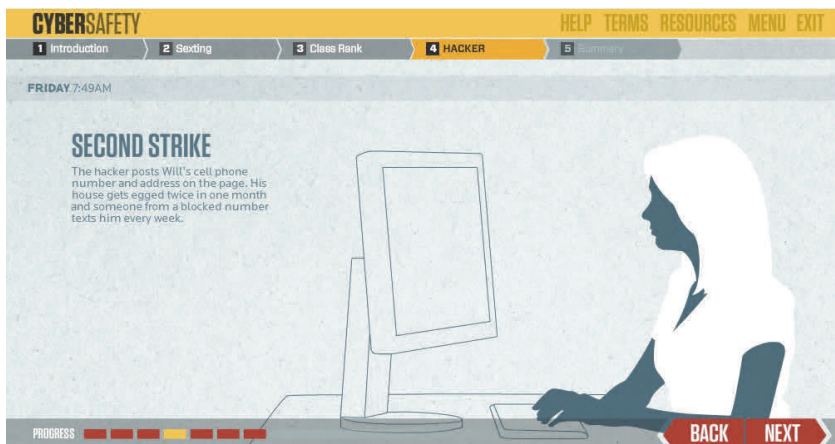 CYBERSAFETY
HELP TERMS RESOURCES MENU EXIT
1 Introduction 2 Sexting 3 Class Rank 4 HACKER 5 Summary
FRIDAY 7:49AM
SECOND STRIKE
The hacker posts Will's cell phone
number and address on the page. His
house gets egged twice in one month
and someone from a blocked number
texts him every week.
PROGRESS
BACK NEXT